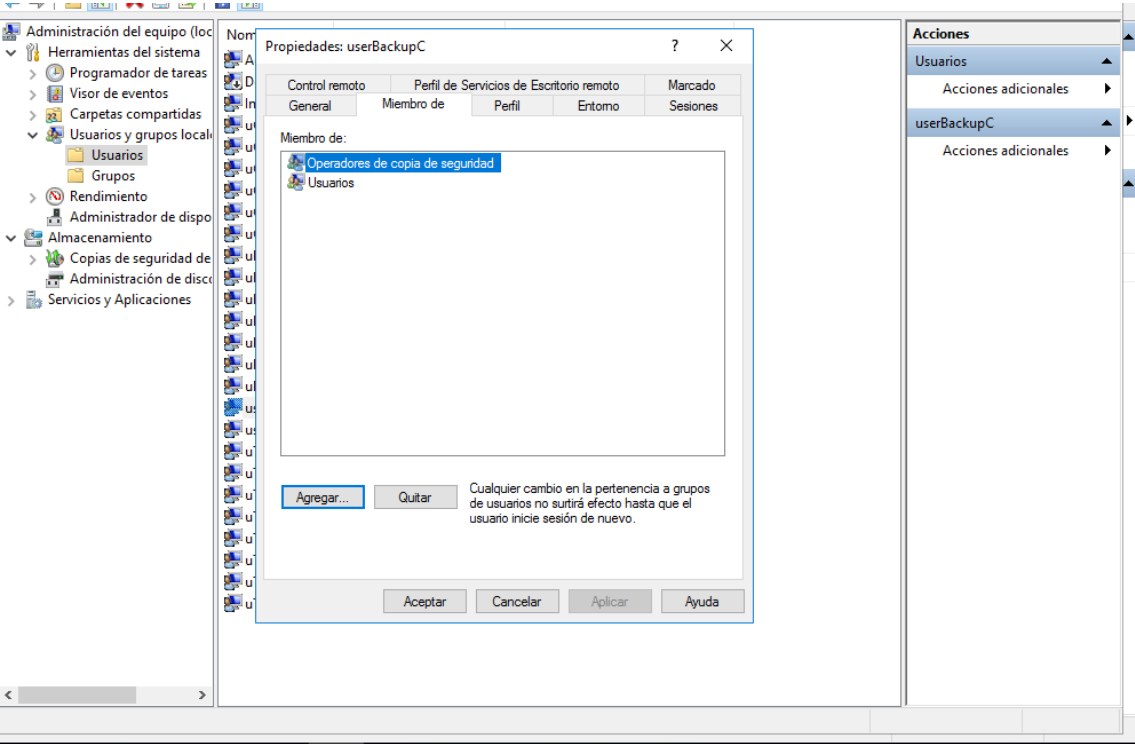 Administración del equipo (loc
Herramientas del sistema
Programador de tareas
Visor de eventos
Carpetas compartidas
Usuarios y grupos local
Usuarios
Grupos
Rendimiento
Administrador de dispo
Almacenamiento
Copias de seguridad de
Administración de disco
Servicios y Aplicaciones
Nom
Propiedades: userBackupC
?
Control remoto
Perfil de Servicios de Escritorio remoto
Marcado
General
Miembro de
Perfil
Entorno
Sesiones
Miembro de:
Operadores de copia de seguridad
Usuarios
Agregar...
Quitar
Cualquier cambio en la pertenencia a grupos
de usuarios no surtirá efecto hasta que el
usuario inicie sesión de nuevo.
Aceptar
Cancelar
Aplicar
Ayuda
Acciones
Usuarios
Acciones adicionales
userBackupC
Acciones adicionales